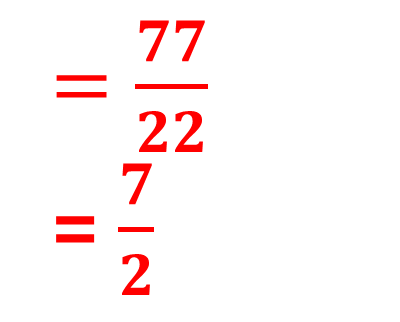 = 77/22
= 7/2